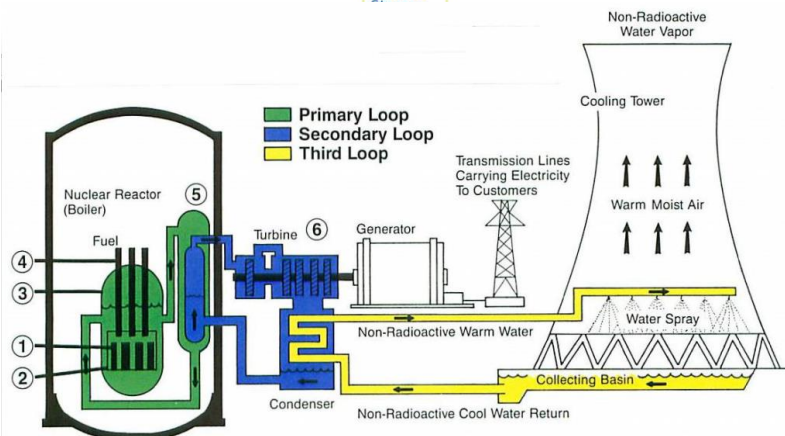 Non-Radioactive
Water Vapor
Cooling Tower
Primary Loop
Secondary Loop
Third Loop
Transmission Lines
Carrying Electricity
To Customers
Nuclear Reactor
(Boiler)
5
Warm Moist Air
Turbine
6
Generator
Fuel
4
3
Non-Radioactive Warm Water
Water Spray
1
2
Collecting Basin
Condenser
Non-Radioactive Cool Water Return